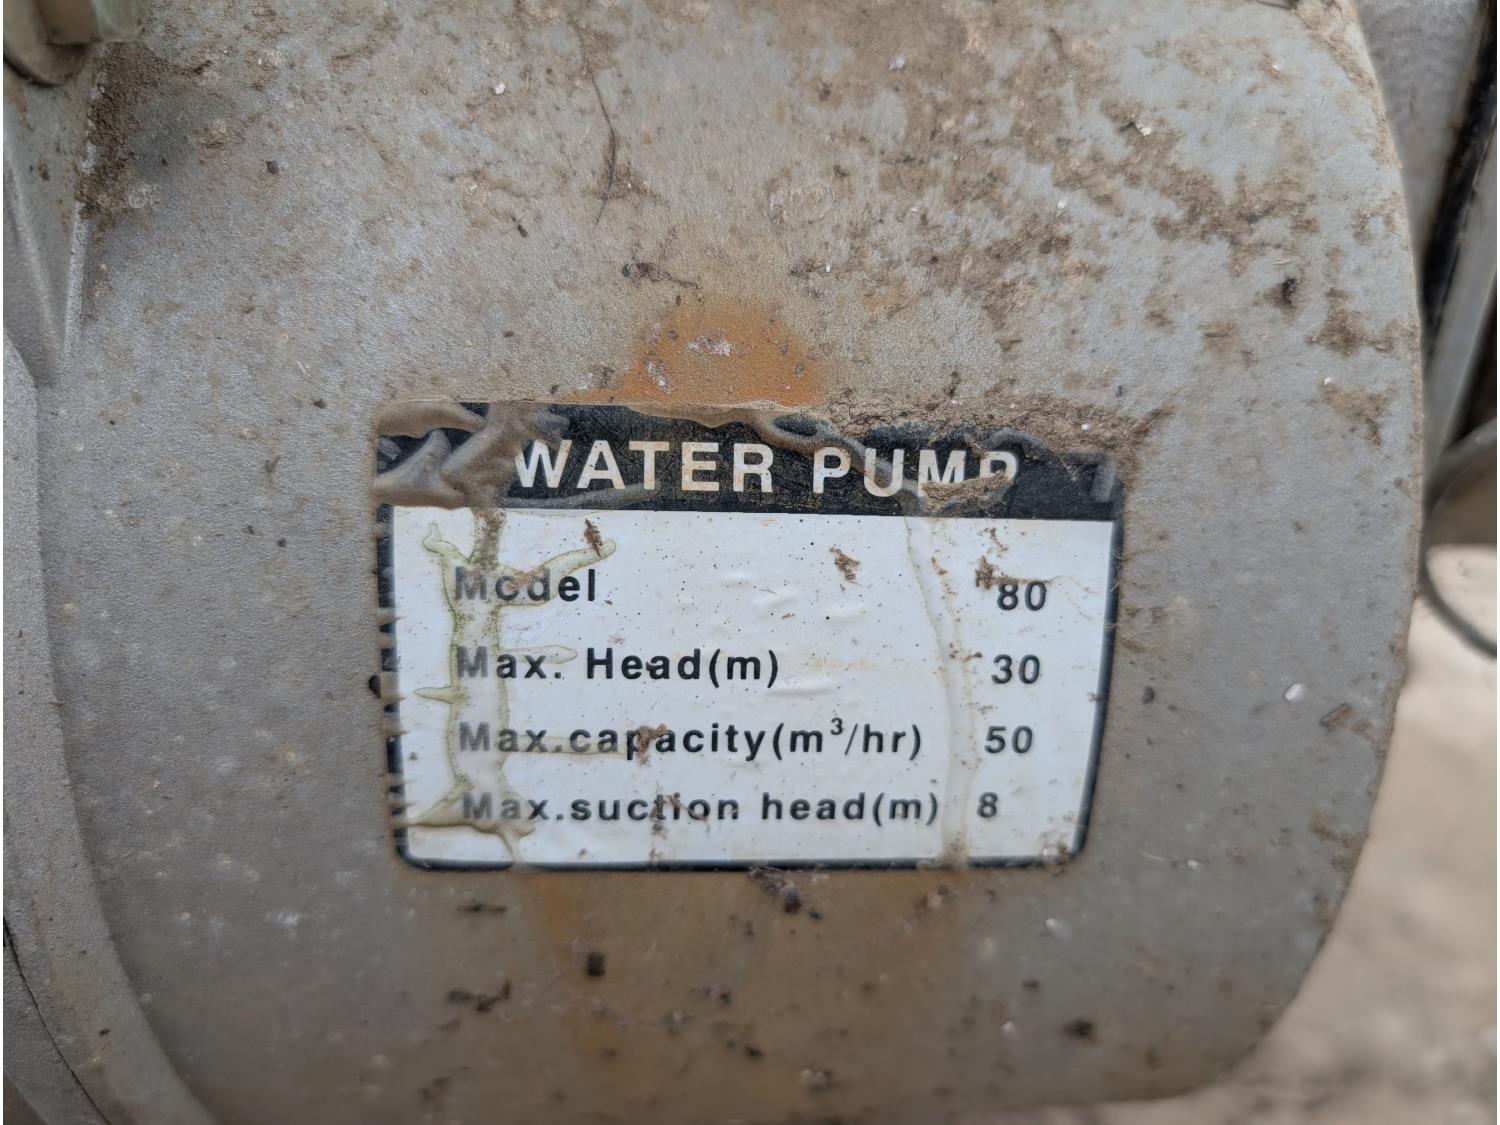 WATER PUMP
Model 80
Max. Head(m) 30
Max.capacity(m³/hr) 50
Max.suction head(m) 8